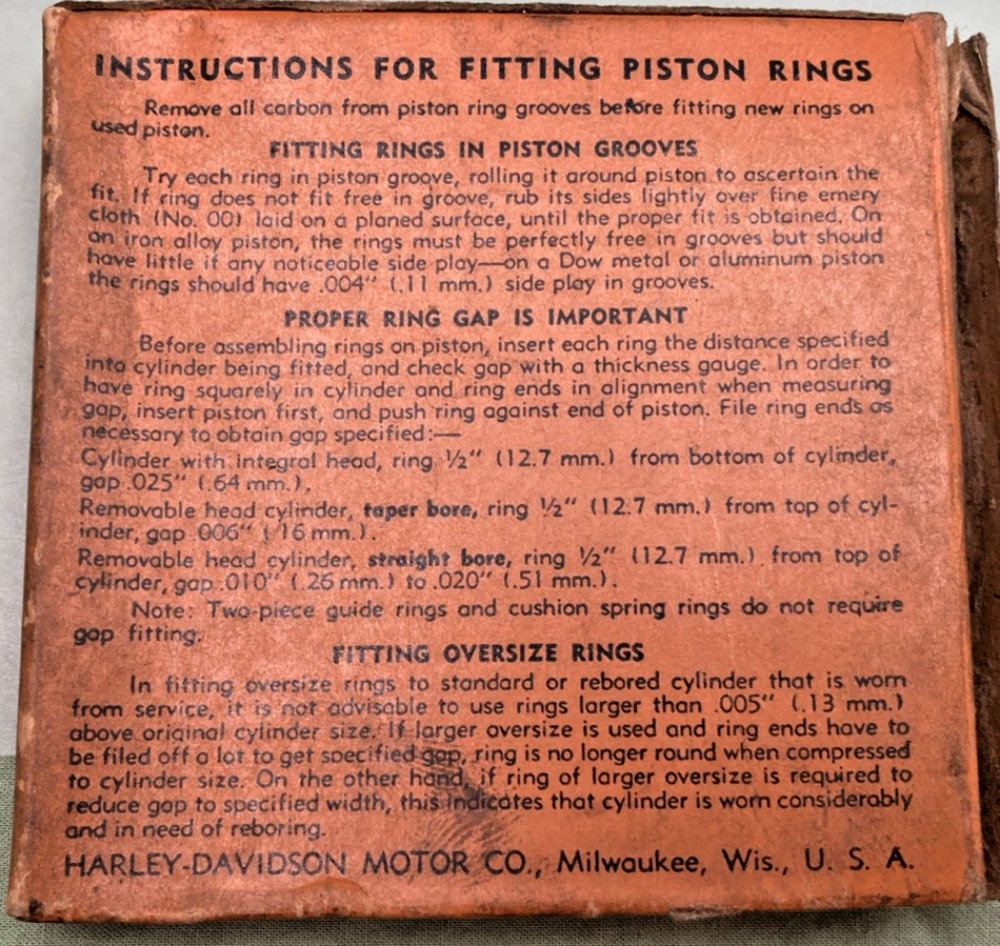 INSTRUCTIONS FOR FITTING PISTON RINGS
Remove all carbon from piston ring grooves before fitting new rings on
used piston.
FITTING RINGS IN PISTON GROOVES
Try each ring in piston groove, rolling it around piston to ascertain the
fit. If ring does not fit free in groove, rub its sides lightly over fine emery
cloth (No. 00) laid on a planed surface, until the proper fit is obtained. On
an iron alloy piston, the rings must be perfectly free in grooves but should
have little if any noticeable side play—on a Dow metal or aluminum piston
the rings should have .004" (.11 mm.) side play in grooves.
PROPER RING GAP IS IMPORTANT
Before assembling rings on piston, insert each ring the distance specified
into cylinder being fitted, and check gap with a thickness gauge. In order to
have ring squarely in cylinder and ring ends in alignment when measuring
gap, insert piston first, and push ring against end of piston. File ring ends as
necessary to obtain gap specified:—
Cylinder with integral head, ring ½" (12.7 mm.) from bottom of cylinder,
gap .025" (.64 mm.).
Removable head cylinder, taper bore, ring ½" (12.7 mm.) from top of cyl-
inder, gap .006" (.16 mm.).
Removable head cylinder, straight bore, ring ½" (12.7 mm.) from top of
cylinder, gap .010" (.26 mm.) to .020" (.51 mm.).
Note: Two-piece guide rings and cushion spring rings do not require
gap fitting.
FITTING OVERSIZE RINGS
In fitting oversize rings to standard or rebored cylinder that is worn
from service, it is not advisable to use rings larger than .005" (.13 mm.)
above original cylinder size. If larger oversize is used and ring ends have to
be filed off a lot to get specified gap, ring is no longer round when compressed
to cylinder size. On the other hand, if ring of larger oversize is required to
reduce gap to specified width, this indicates that cylinder is worn considerably
and in need of reboring.
HARLEY-DAVIDSON MOTOR CO., Milwaukee, Wis., U. S. A.